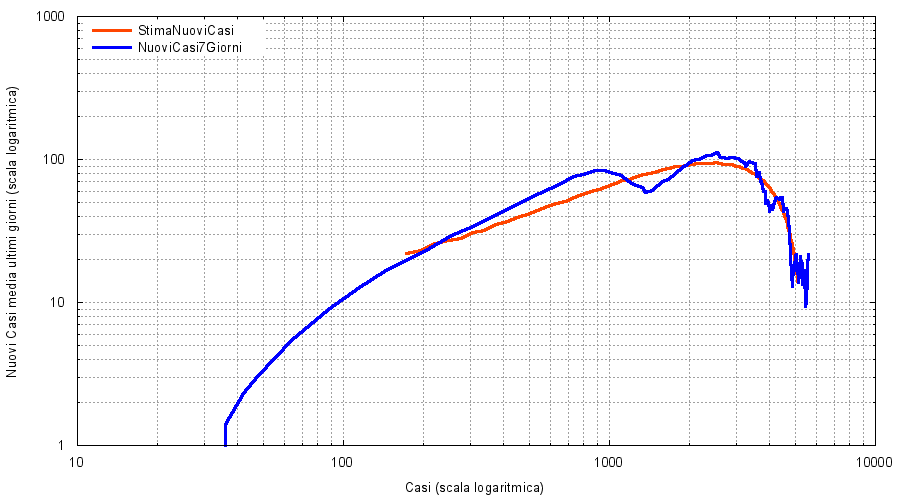 1000
StimaNuoviCasi
NuoviCasi7Giorni
100
10
1
10
100
1000
10000
Nuovi Casi media ultimi giorni (scala logaritmica)
Casi (scala logaritmica)